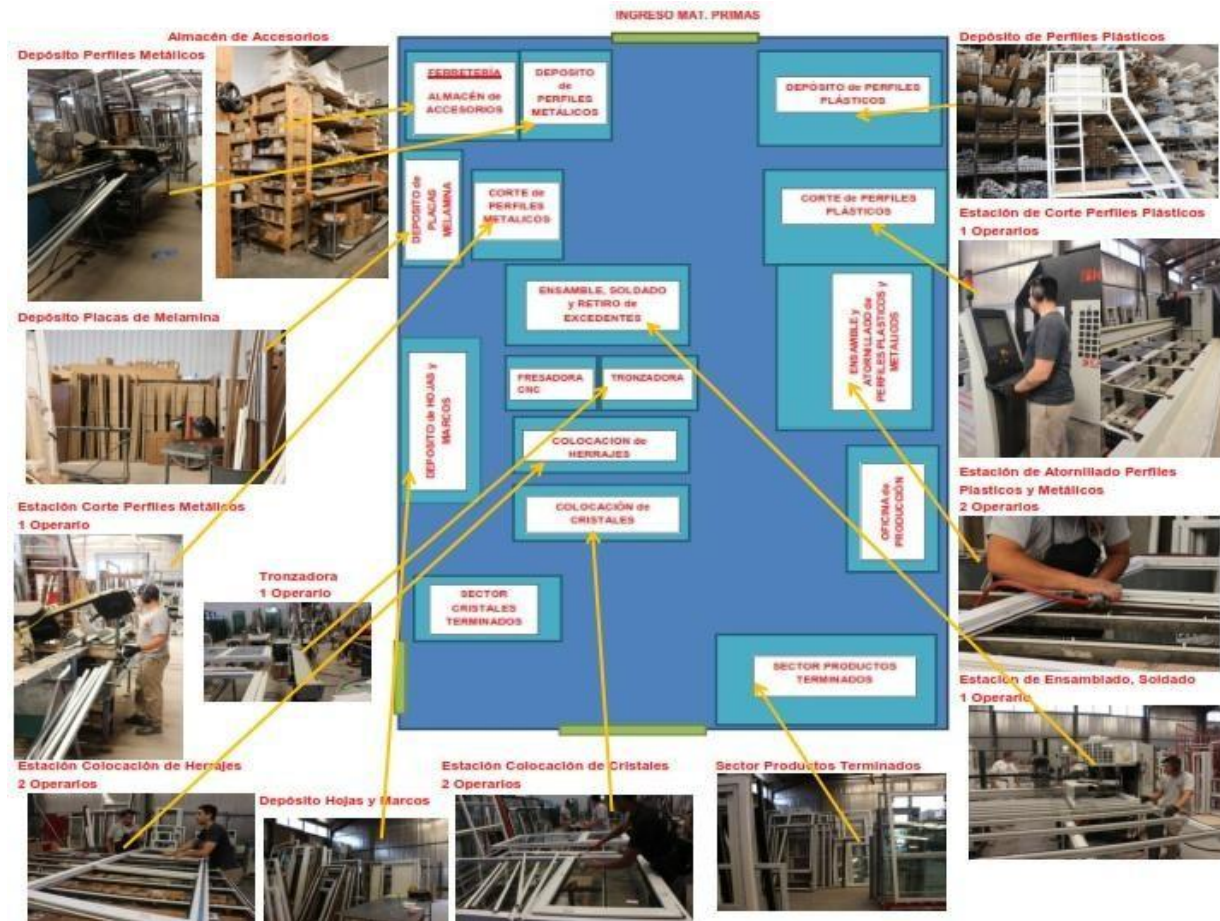 INGRESO MAT. PRIMAS
Almacén de Accesorios
Depósito Perfiles Metálicos
Depósito de Perfiles Plásticos
FERRETERÍA
ALMACÉN de
ACCESORIOS
DEPOSITO
de
PERFILES
METÁLICOS
DEPÓSITO de PERFILES
PLÁSTICOS
DEPOSITO de
PLACAS
MELAMINA
CORTE de
PERFILES
METALICOS
CORTE de PERFILES
PLÁSTICOS
Estación de Corte Perfiles Plásticos
1 Operarios
Depósito Placas de Melamina
ENSAMBLE, SOLDADO
y RETIRO de
EXCEDENTES
ENSAMBLE y
ATORNILLADO de
PERFILES PLASTICOS y
METALICOS
DEPOSITO de HOJAS y
MARCOS
FRESADORA
CNC
TRONZADORA
COLOCACION de
HERRAJES
COLOCACIÓN de
CRISTALES
OFICINA de
PRODUCCIÓN
Estación de Atornillado Perfiles
Plasticos y Metálicos
2 Operarios
Estación Corte Perfiles Metálicos
1 Operario
Tronzadora
1 Operario
SECTOR
CRISTALES
TERMINADOS
SECTOR PRODUCTOS
TERMINADOS
Estación de Ensamblado, Soldado
1 Operario
Estación Colocación de Herrajes
2 Operarios
Depósito Hojas y Marcos
Estación Colocación de Cristales
2 Operarios
Sector Productos Terminados